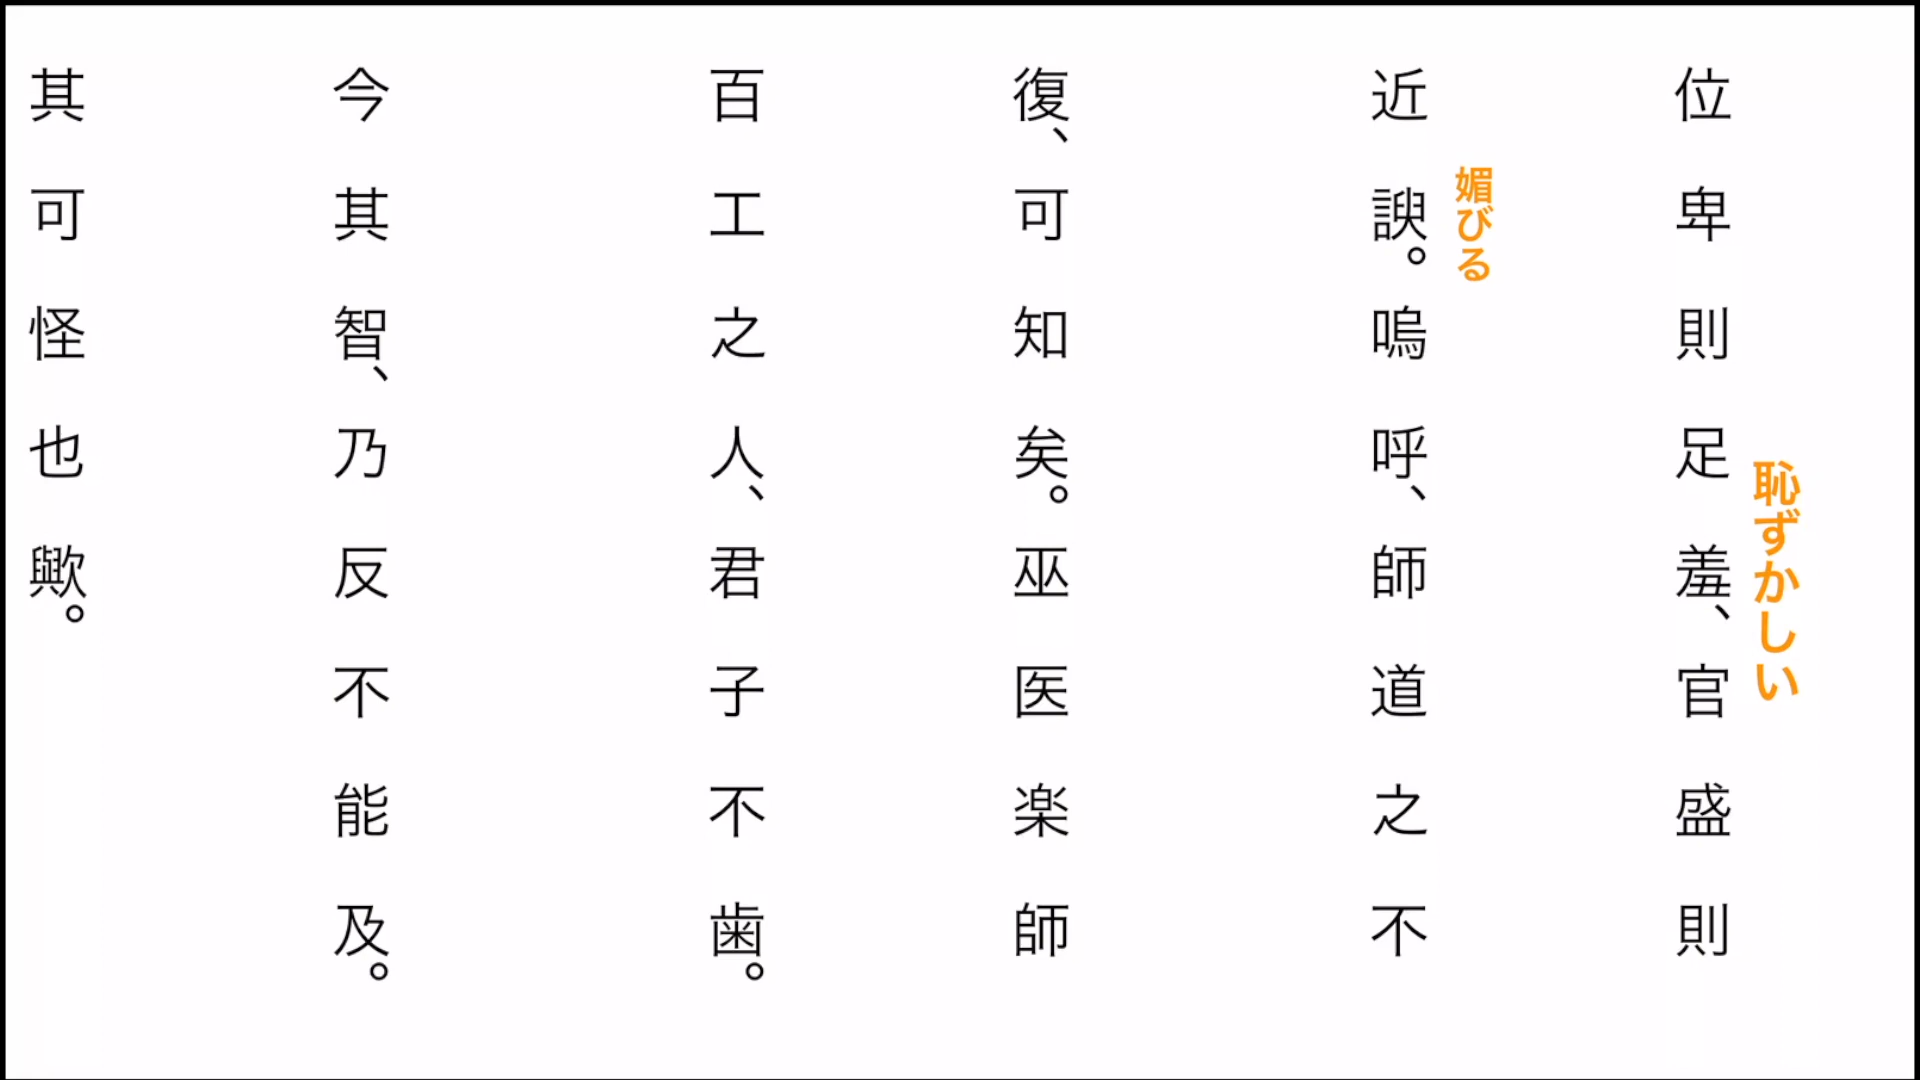 位卑則足羞、官盛則
恥ずかしい
近諛。嗚呼、師道之不
媚びる
復、可知矣。巫医楽師
百工之人、君子不歯。
今其智、乃反不能及。
其可怪也歟。